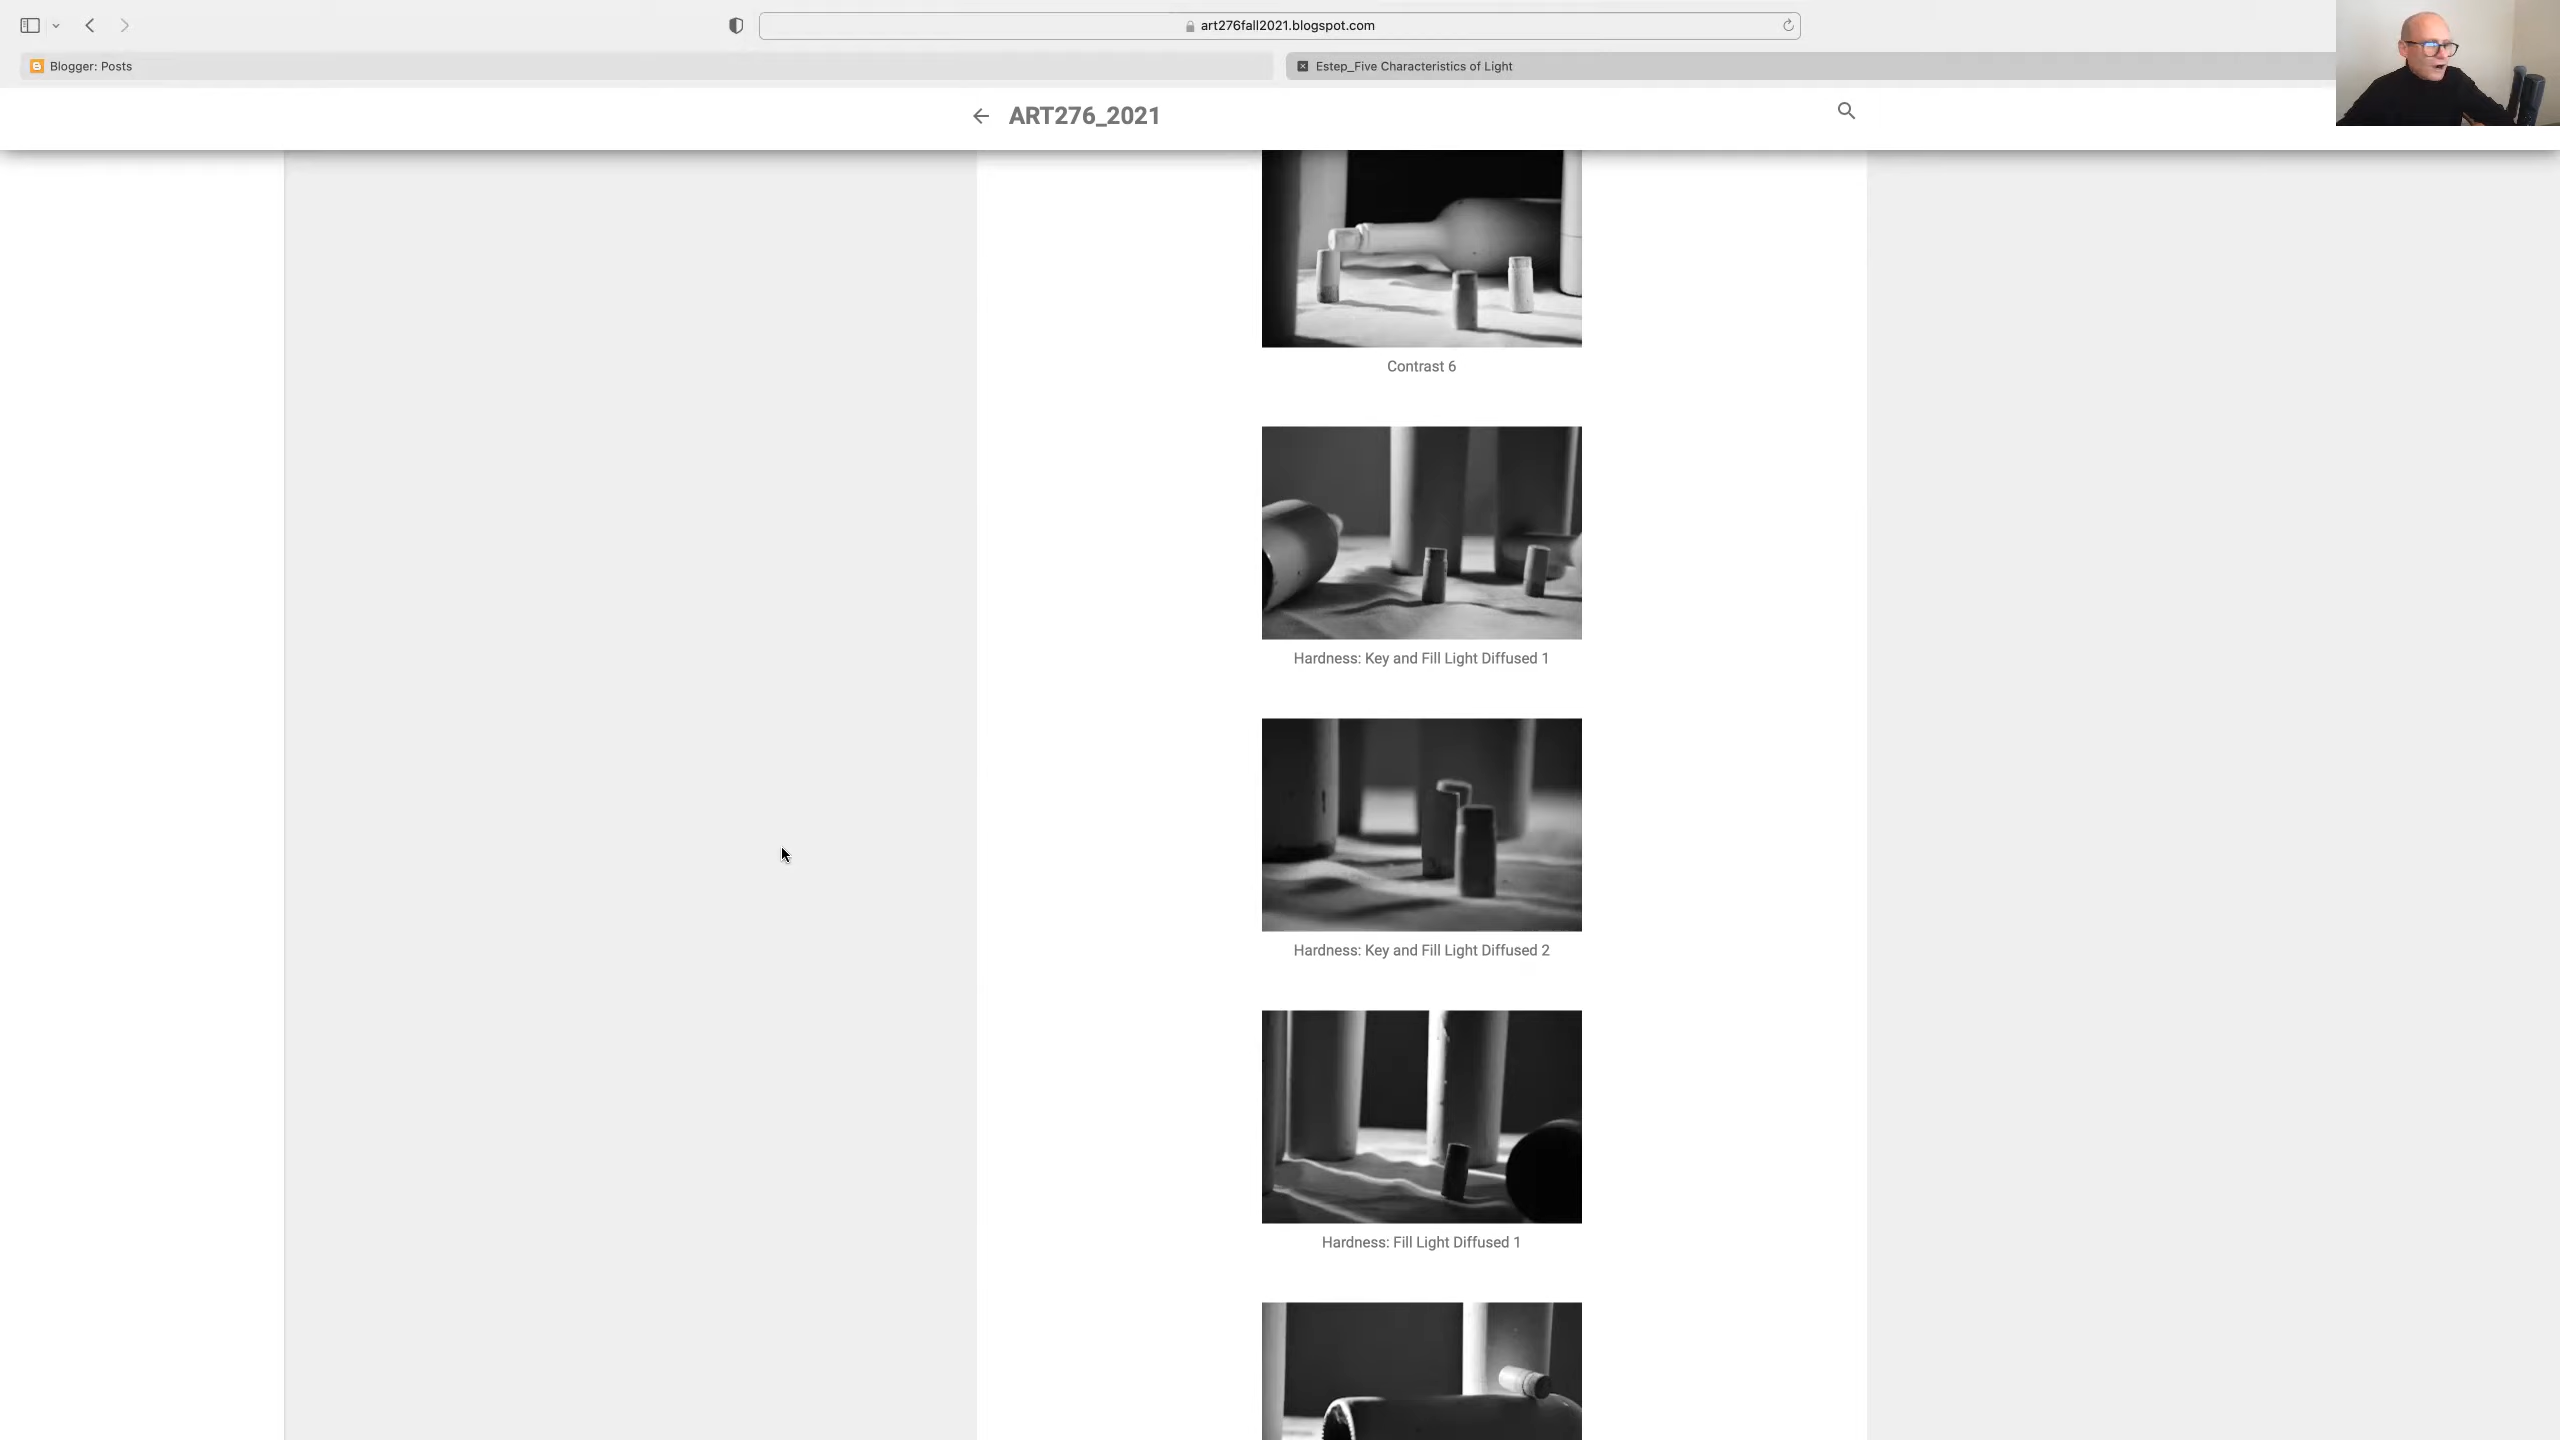 art276fall2021.blogspot.com
Blogger: Posts
Estep_Five Characteristics of Light
ART276_2021
Contrast 6
Hardness: Key and Fill Light Diffused 1
Hardness: Key and Fill Light Diffused 2
Hardness: Fill Light Diffused 1